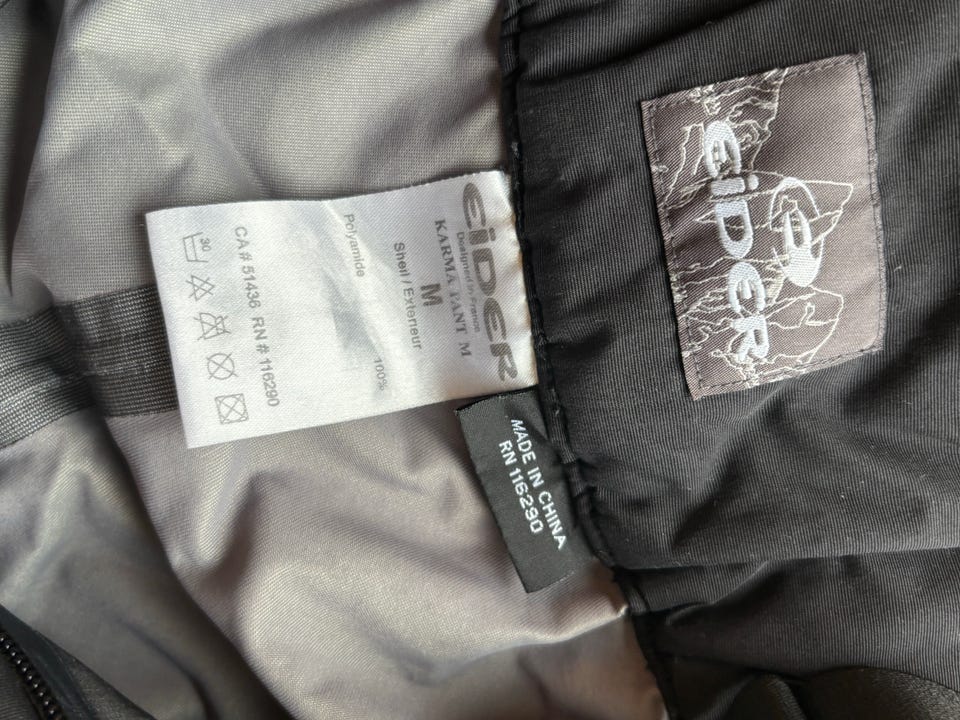 EiDER
Designed in France
KARMA PANT M
M
Shell / Exterieur
100%
Polyamide
CA # 51436 RN # 116290
30
MADE IN CHINA
RN 116290
EiDER